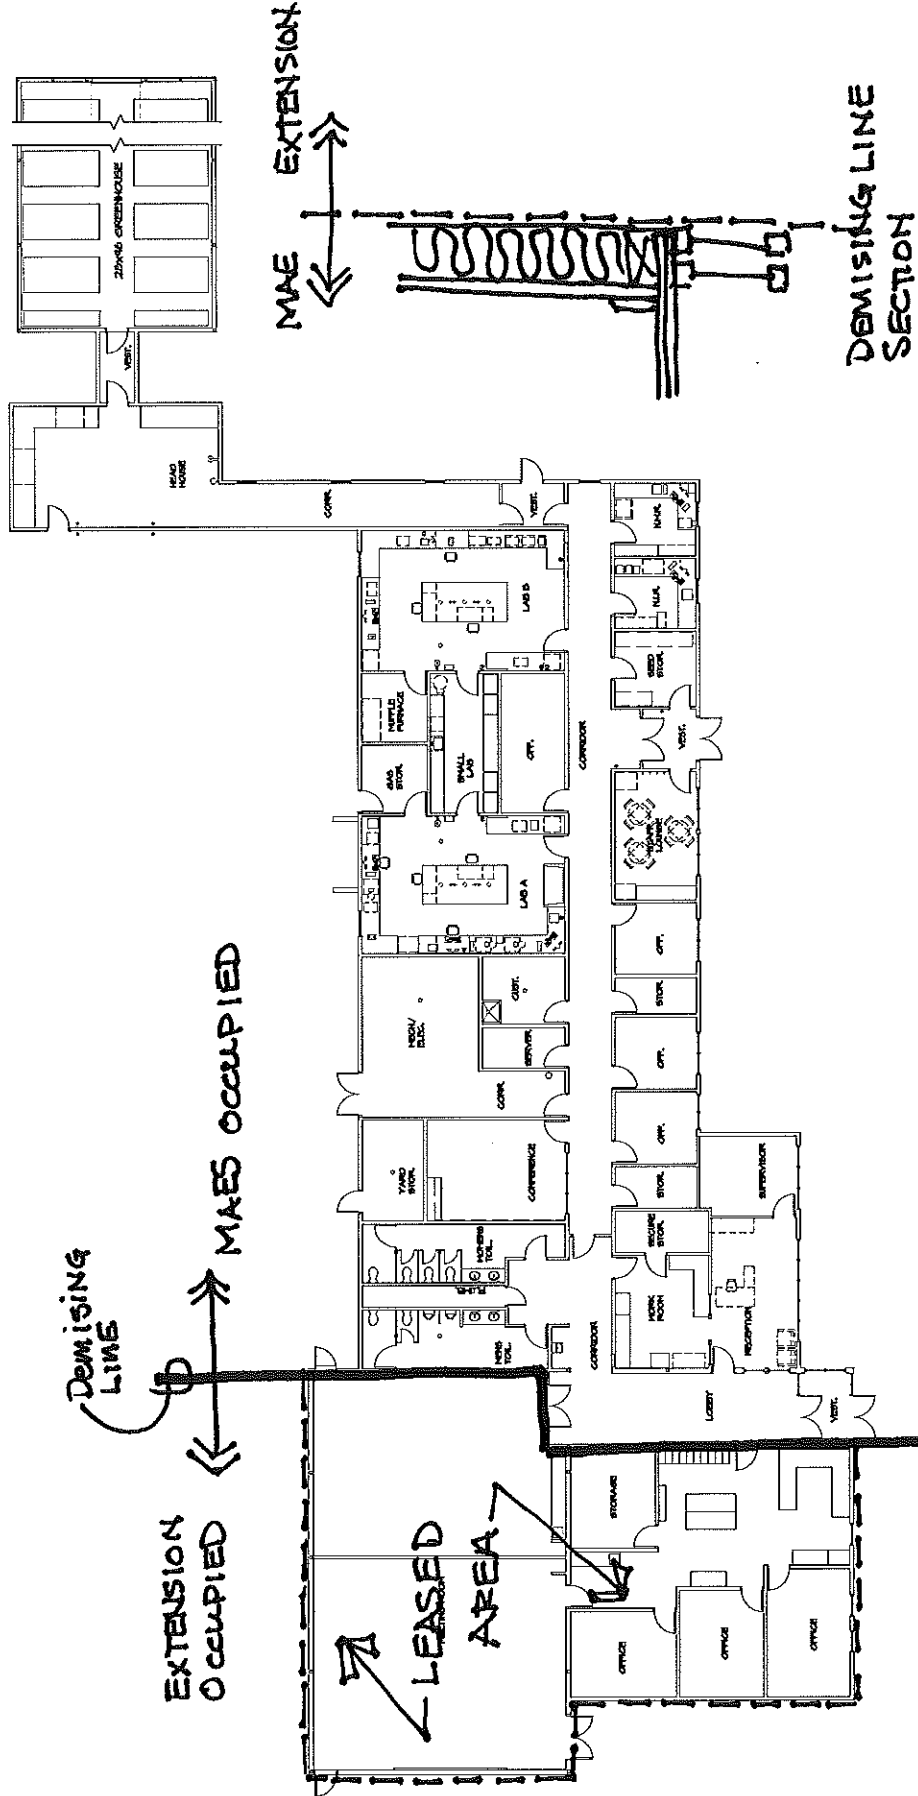 EXTENSION
OCCUPIED
Demising
LINE
MAES OCCUPIED
MAE EXTENSION
DEMISING LINE
SECTION
LEASED
AREA
25x96 GREENHOUSE
VEST.
HEAD
HOUSE
CORR.
VEST.
LAB B
MUFFLE
FURNACE
GAS
STOR.
SMALL
LAB
OFF.
LAB A
MECH/
ELEC.
CUST.
SERVER
CORR.
YARD
STOR.
CONFERENCE
WOMENS
TOIL.
MENS
TOIL.
CORRIDOR
N.I.R.
N.I.R.
SEED
STOR.
VEST.
LOUNGE
OFF.
STOR.
OFF.
OFF.
STOR.
SECURE
STOR.
SUPERVISOR
WORK
ROOM
RECEPTION
CORRIDOR
LOBBY
VEST.
STORAGE
OFFICE
OFFICE
OFFICE